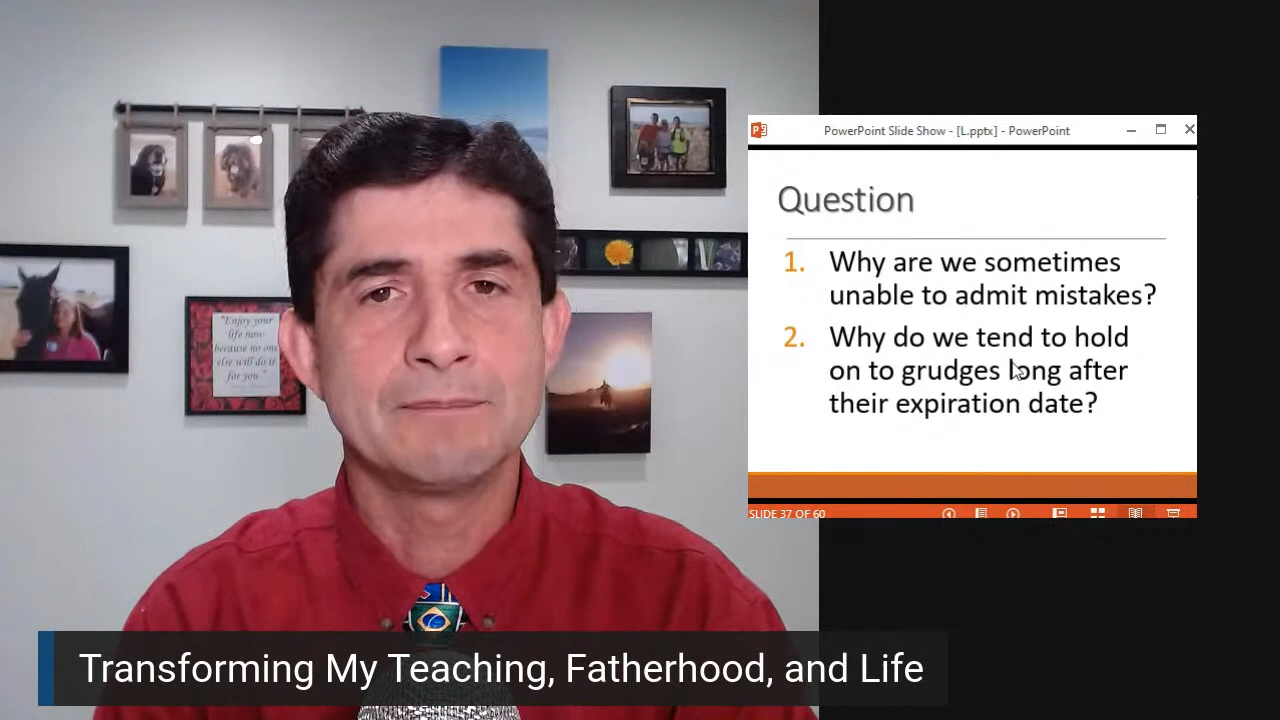 "Enjoy your
life now
because no one
else will do it
for you."
PowerPoint Slide Show - [L.pptx] - PowerPoint
Question
1. Why are we sometimes
unable to admit mistakes?
2. Why do we tend to hold
on to grudges long after
their expiration date?
SLIDE 37 OF 60
Transforming My Teaching, Fatherhood, and Life